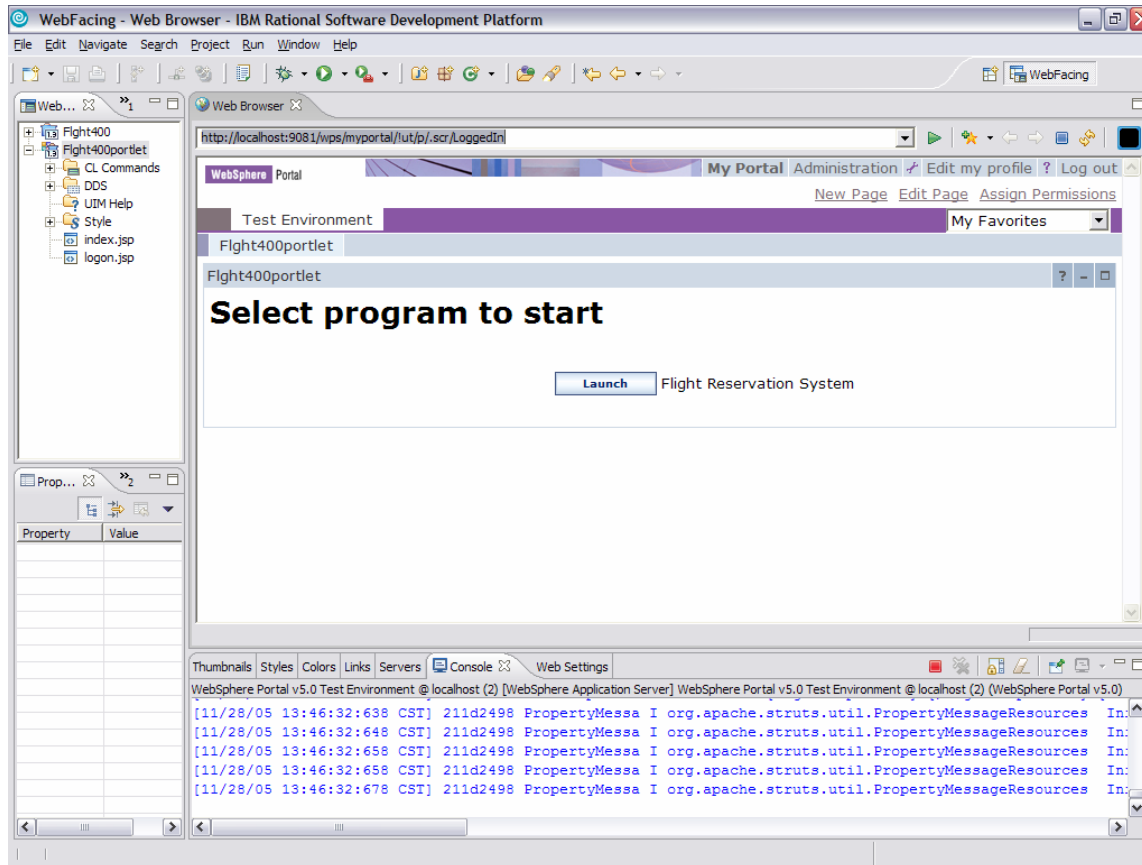 WebFacing - Web Browser - IBM Rational Software Development Platform
File Edit Navigate Search Project Run Window Help
WebFacing
Web... »1
Flght400
Flght400portlet
CL Commands
DDS
UIM Help
Style
index.jsp
logon.jsp
Web Browser
http://localhost:9081/wps/myportal/!ut/p/.scr/LoggedIn
WebSphere Portal
My Portal Administration Edit my profile ? Log out
New Page Edit Page Assign Permissions
Test Environment
My Favorites
Flght400portlet
Flght400portlet
? -
Select program to start
Launch Flight Reservation System
Prop... »2
Property Value
Thumbnails Styles Colors Links Servers Console Web Settings
WebSphere Portal v5.0 Test Environment @ localhost (2) [WebSphere Application Server] WebSphere Portal v5.0 Test Environment @ localhost (2) (WebSphere Portal v5.0)
[11/28/05 13:46:32:638 CST] 211d2498 PropertyMessa I org.apache.struts.util.PropertyMessageResources Ini
[11/28/05 13:46:32:648 CST] 211d2498 PropertyMessa I org.apache.struts.util.PropertyMessageResources Ini
[11/28/05 13:46:32:658 CST] 211d2498 PropertyMessa I org.apache.struts.util.PropertyMessageResources Ini
[11/28/05 13:46:32:658 CST] 211d2498 PropertyMessa I org.apache.struts.util.PropertyMessageResources Ini
[11/28/05 13:46:32:678 CST] 211d2498 PropertyMessa I org.apache.struts.util.PropertyMessageResources Ini